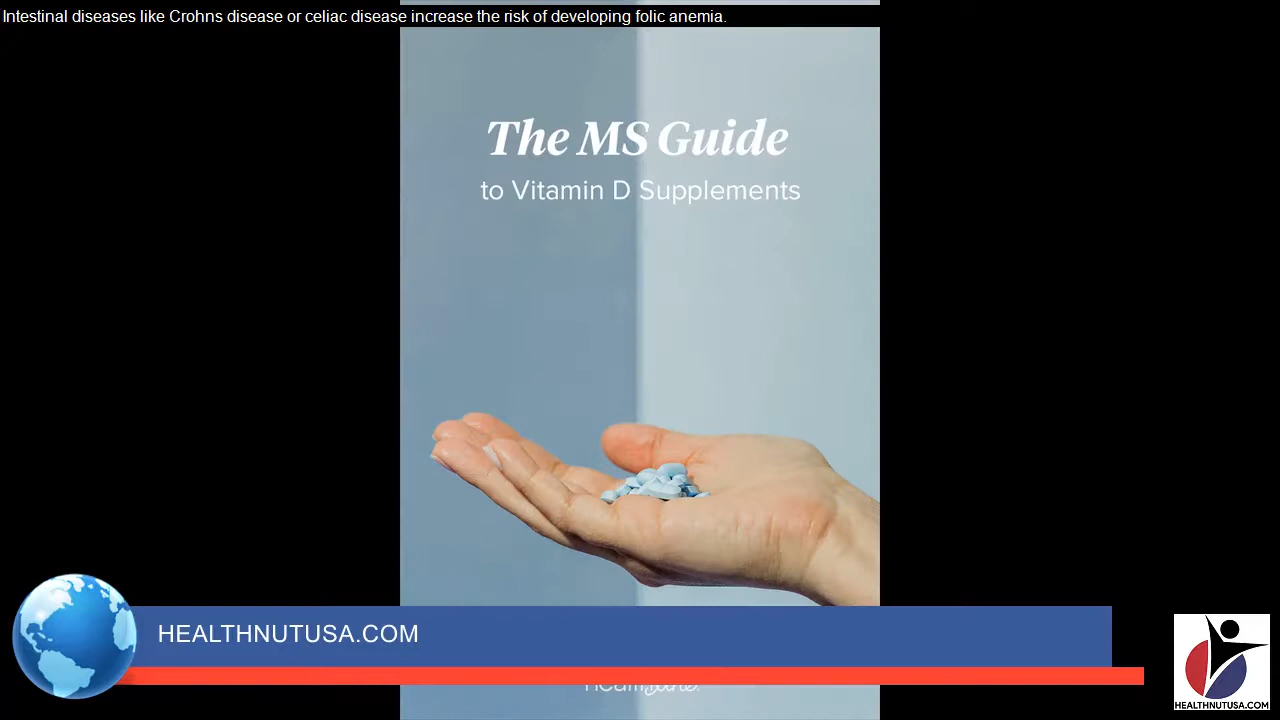 Intestinal diseases like Crohns disease or celiac disease increase the risk of developing folic anemia.
The MS Guide
to Vitamin D Supplements
HEALTHNUTUSA.COM
HEALTHNUTUSA.COM